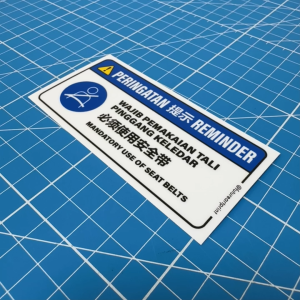 PERINGATAN 提示 REMINDER
WAJIB PEMAKAIAN TALI
PINGGANG KELEDAR
必须使用安全带
MANDATORY USE OF SEAT BELTS